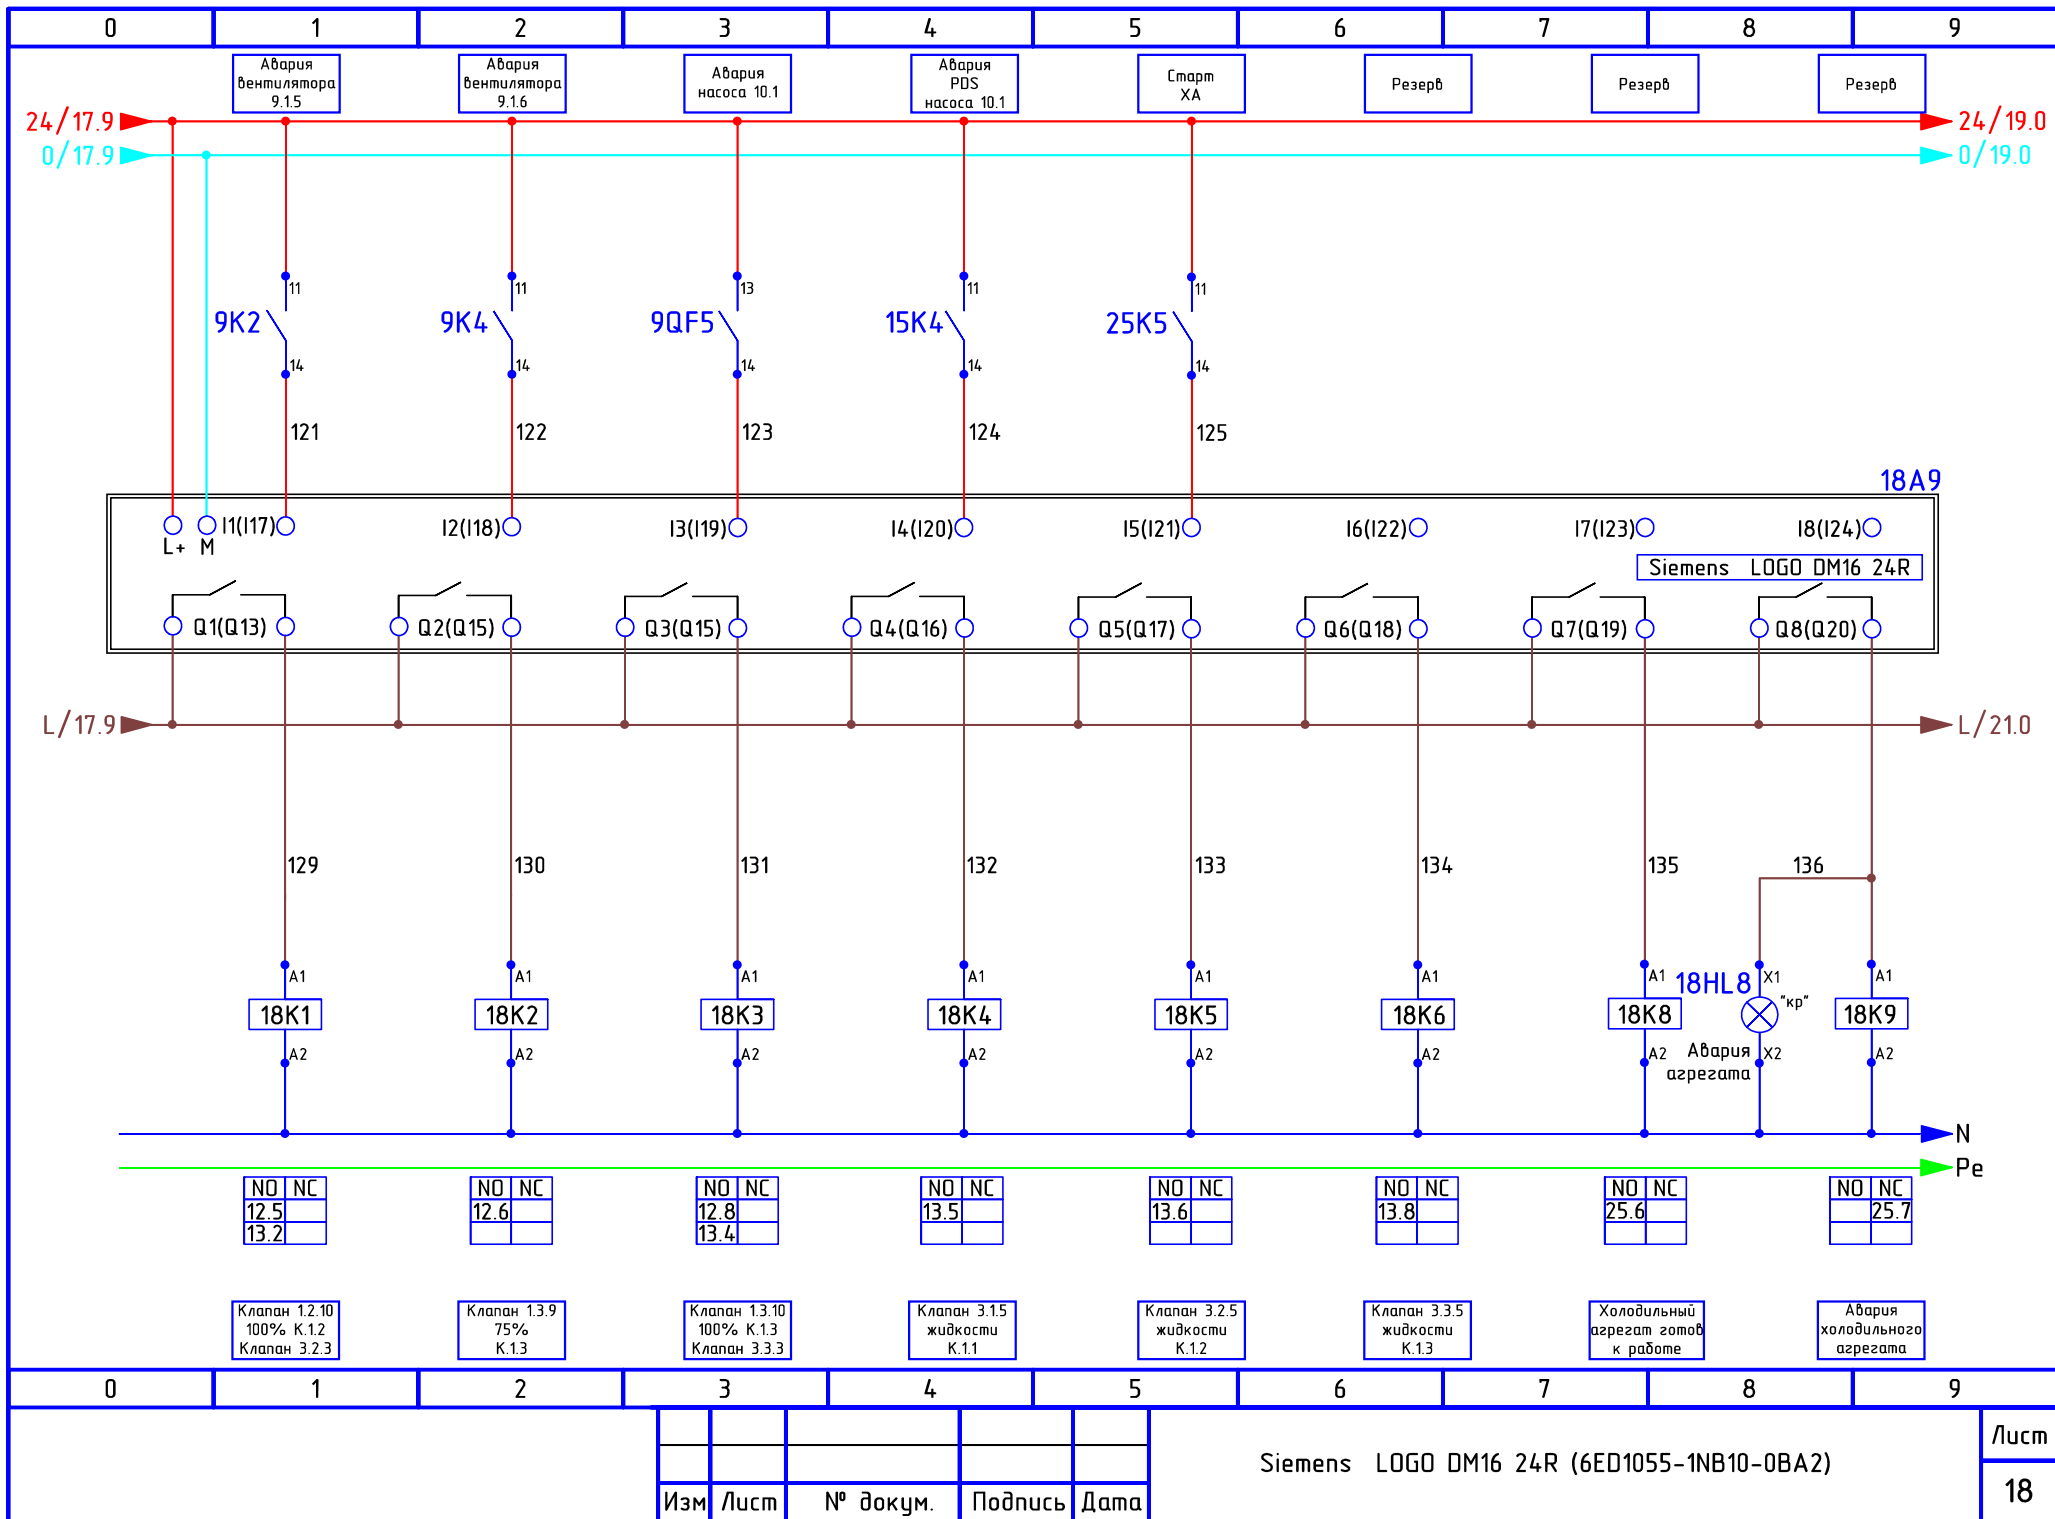 0 1 2 3 4 5 6 7 8 9
Авария
вентилятора
9.1.5
Авария
вентилятора
9.1.6
Авария
насоса 10.1
Авария
PDS
насоса 10.1
Старт
ХА
Резерв
Резерв
Резерв
24/17.9 24/19.0
0/17.9 0/19.0
11 11 13 11 11
9K2 9K4 9QF5 15K4 25K5
14 14 14 14 14
121 122 123 124 125
18A9
I1(I17) I2(I18) I3(I19) I4(I20) I5(I21) I6(I22) I7(I23) I8(I24)
L+ M
Siemens LOGO DM16 24R
Q1(Q13) Q2(Q15) Q3(Q15) Q4(Q16) Q5(Q17) Q6(Q18) Q7(Q19) Q8(Q20)
L/17.9 L/21.0
129 130 131 132 133 134 135 136
A1 A1 A1 A1 A1 A1 A1 X1 A1
18HL8 "кр"
18K1 18K2 18K3 18K4 18K5 18K6 18K8 18K9
A2 A2 A2 A2 A2 A2 A2 X2 A2
Авария
агрегата
N
Pe
NO NC NO NC NO NC NO NC NO NC NO NC NO NC NO NC
12.5 12.6 12.8 13.5 13.6 13.8 25.6 25.7
13.2 13.4
Клапан 1.2.10
100% К.1.2
Клапан 3.2.3
Клапан 1.3.9
75%
К.1.3
Клапан 1.3.10
100% К.1.3
Клапан 3.3.3
Клапан 3.1.5
жидкости
К.1.1
Клапан 3.2.5
жидкости
К.1.2
Клапан 3.3.5
жидкости
К.1.3
Холодильный
агрегат готов
к работе
Авария
холодильного
агрегата
0 1 2 3 4 5 6 7 8 9
Siemens LOGO DM16 24R (6ED1055-1NB10-0BA2)
Лист
18
Изм Лист № докум. Подпись Дата